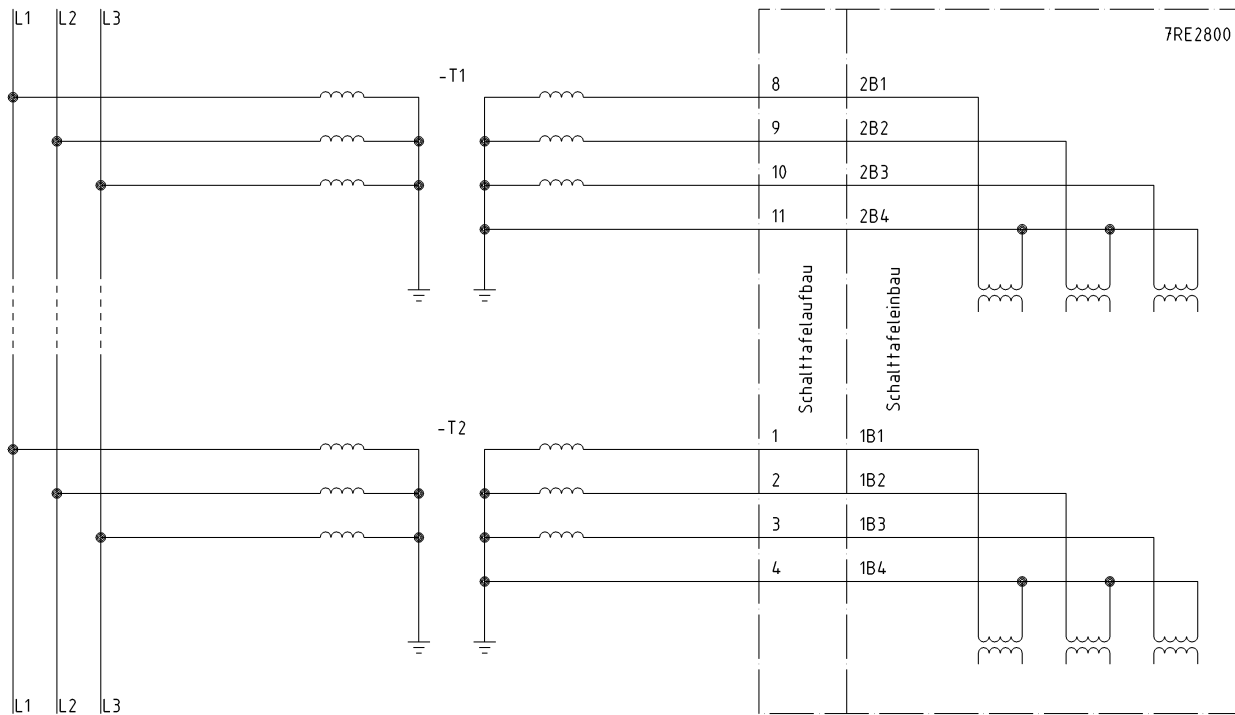 L1 L2 L3
7RE2800
-T1
8 2B1
9 2B2
10 2B3
11 2B4
Schalttafelaufbau
Schalttafeleinbau
-T2
1 1B1
2 1B2
3 1B3
4 1B4
L1 L2 L3